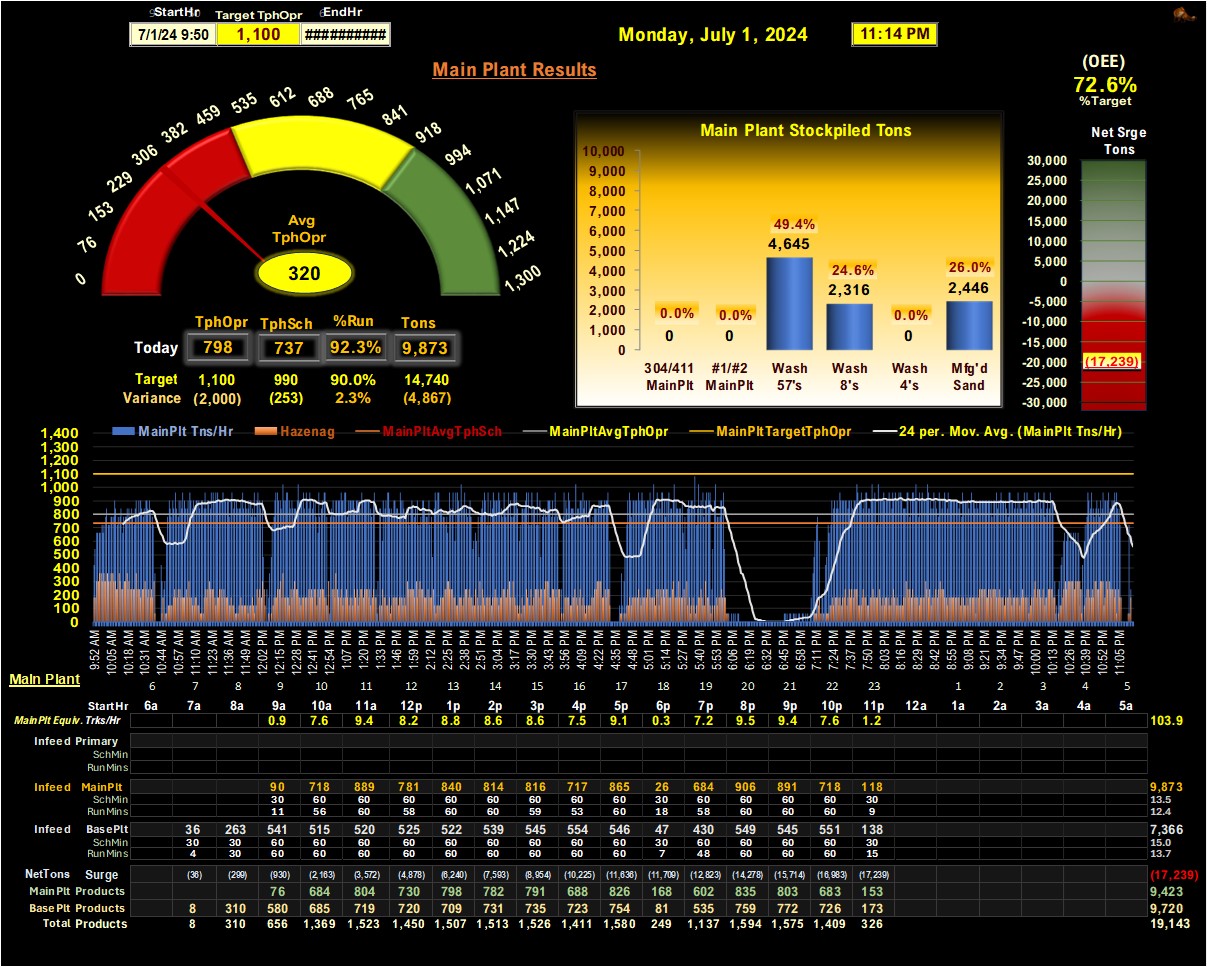 StartHr Target TphOpr EndHr
7/1/24 9:50 1,100 ##########
Monday, July 1, 2024
11:14 PM
Main Plant Results
(OEE)
72.6%
%Target
0 76 153 229 306 382 459 535 612 688 765 841 918 994 1,071 1,147 1,224 1,300
Avg
TphOpr
320
TphOpr TphSch %Run Tons
Today 798 737 92.3% 9,873
Target 1,100 990 90.0% 14,740
Variance (2,000) (253) 2.3% (4,867)
Main Plant Stockpiled Tons
10,000
9,000
8,000
7,000
6,000
5,000
4,000
3,000
2,000
1,000
0
0.0% 0.0% 49.4% 24.6% 0.0% 26.0%
0 0 4,645 2,316 0 2,446
304/411 #1/#2 Wash Wash Wash Mfg'd
MainPlt MainPlt 57's 8's 4's Sand
Net Srge
Tons
30,000
25,000
20,000
15,000
10,000
5,000
0
-5,000
-10,000
-15,000
-20,000
-25,000
-30,000
(17,239)
MainPlt Tns/Hr Hazenag MainPltAvgTphSch MainPltAvgTphOpr MainPltTargetTphOpr 24 per. Mov. Avg. (MainPlt Tns/Hr)
1,400
1,300
1,200
1,100
1,000
900
800
700
600
500
400
300
200
100
0
9:52 AM 10:05 AM 10:18 AM 10:31 AM 10:44 AM 10:57 AM 11:10 AM 11:23 AM 11:36 AM 11:49 AM 12:02 PM 12:15 PM 12:28 PM 12:41 PM 12:54 PM 1:07 PM 1:20 PM 1:33 PM 1:46 PM 1:59 PM 2:12 PM 2:25 PM 2:38 PM 2:51 PM 3:04 PM 3:17 PM 3:30 PM 3:43 PM 3:56 PM 4:09 PM 4:22 PM 4:35 PM 4:48 PM 5:01 PM 5:14 PM 5:27 PM 5:40 PM 5:53 PM 6:06 PM 6:19 PM 6:32 PM 6:45 PM 6:58 PM 7:11 PM 7:24 PM 7:37 PM 7:50 PM 8:03 PM 8:16 PM 8:29 PM 8:42 PM 8:55 PM 9:08 PM 9:21 PM 9:34 PM 9:47 PM 10:00 PM 10:13 PM 10:26 PM 10:39 PM 10:52 PM 11:05 PM
Main Plant
6 7 8 9 10 11 12 13 14 15 16 17 18 19 20 21 22 23 1 2 3 4 5
StartHr 6a 7a 8a 9a 10a 11a 12p 1p 2p 3p 4p 5p 6p 7p 8p 9p 10p 11p 12a 1a 2a 3a 4a 5a
MainPlt Equiv. Trks/Hr 0.9 7.6 9.4 8.2 8.8 8.6 8.6 7.5 9.1 0.3 7.2 9.5 9.4 7.6 1.2 103.9
Infeed Primary
SchMin
RunMins
Infeed MainPlt 90 718 889 781 840 814 816 717 865 26 684 906 891 718 118 9,873
SchMin 30 60 60 60 60 60 60 60 60 30 60 60 60 60 30 13.5
RunMins 11 56 60 58 60 60 59 53 60 18 58 60 60 60 9 12.4
Infeed BasePlt 36 263 541 515 520 525 522 539 545 554 546 47 430 549 545 551 138 7,366
SchMin 30 30 60 60 60 60 60 60 60 60 60 30 60 60 60 60 30 15.0
RunMins 4 30 60 60 60 60 60 60 60 60 60 7 48 60 60 60 15 13.7
NetTons Surge (36) (299) (930) (2,163) (3,572) (4,878) (6,240) (7,593) (8,954) (10,225) (11,636) (11,709) (12,823) (14,278) (15,714) (16,983) (17,239) (17,239)
MainPlt Products 76 684 804 730 798 782 791 688 826 168 602 835 803 683 153 9,423
BasePlt Products 8 310 580 685 719 720 709 731 735 723 754 81 535 759 772 726 173 9,720
Total Products 8 310 656 1,369 1,523 1,450 1,507 1,513 1,526 1,411 1,580 249 1,137 1,594 1,575 1,409 326 19,143